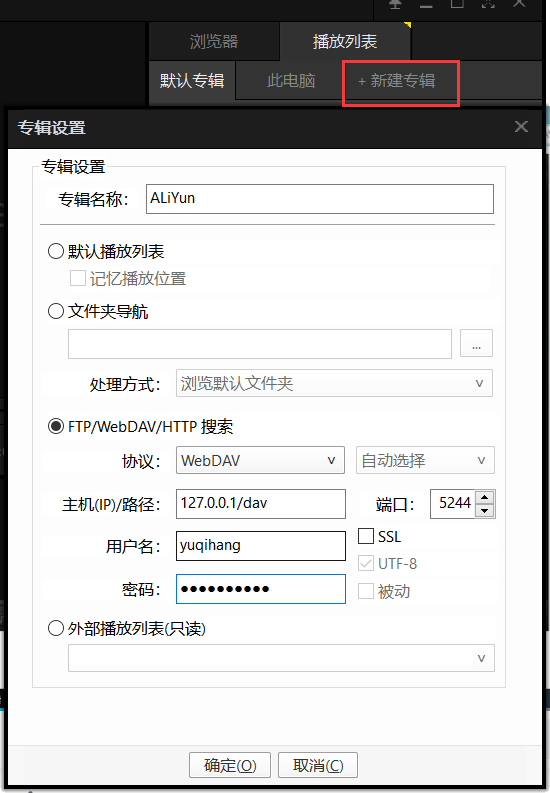 浏览器 播放列表
默认专辑 此电脑 + 新建专辑
专辑设置
专辑设置
专辑名称: ALiYun
默认播放列表
记忆播放位置
文件夹导航
...
处理方式: 浏览默认文件夹
FTP/WebDAV/HTTP 搜索
协议: WebDAV 自动选择
主机(IP)/路径: 127.0.0.1/dav 端口: 5244
用户名: yuqihang SSL
UTF-8
密码: ●●●●●●●●●● 被动
外部播放列表(只读)
确定(O) 取消(C)